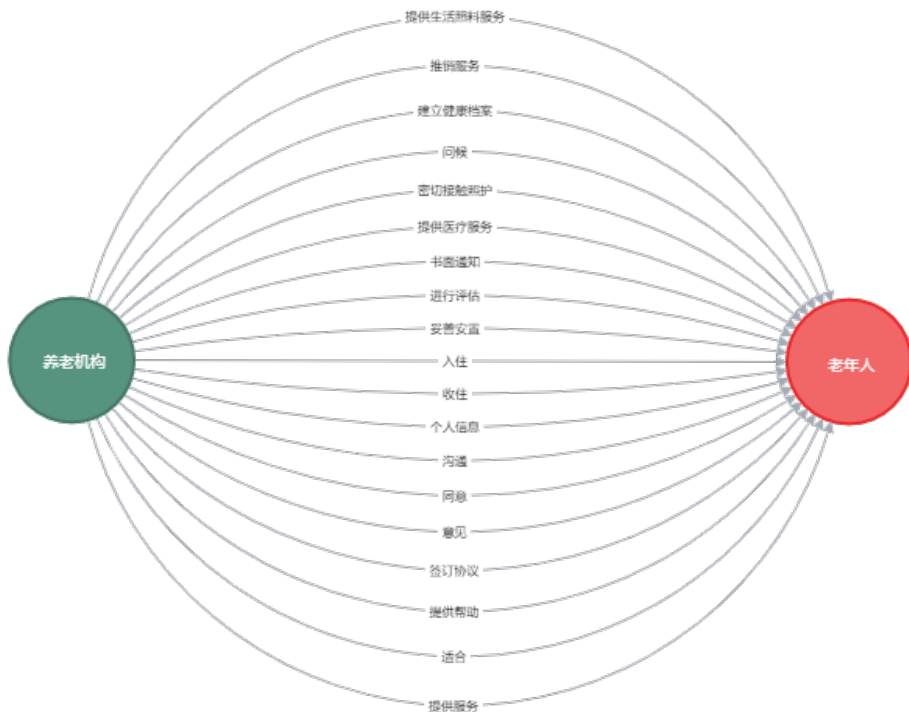 提供生活照料服务
推销服务
建立健康档案
问候
密切接触照护
提供医疗服务
书面通知
进行评估
妥善安置
养老机构
入住
老年人
收住
个人信息
沟通
同意
意见
签订协议
提供帮助
适合
提供服务